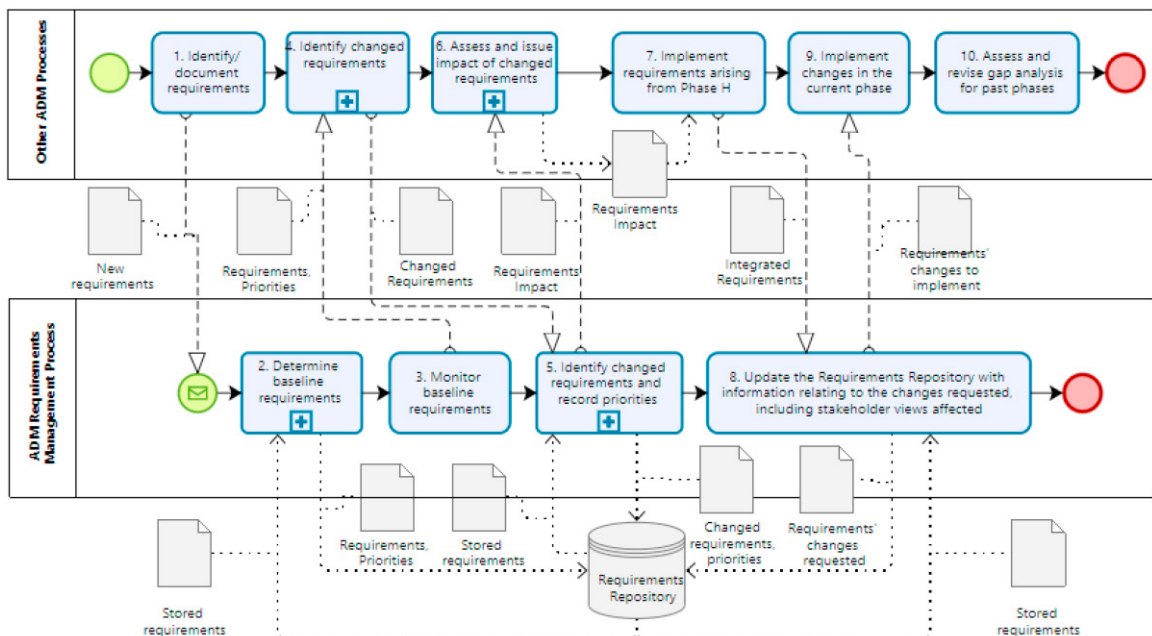 Other ADM Processes
1. Identify/
document
requirements
4. Identify changed
requirements
6. Assess and issue
impact of changed
requirements
7. Implement
requirements arising
from Phase H
9. Implement
changes in the
current phase
10. Assess and
revise gap analysis
for past phases
Requirements
Impact
New
requirements
Requirements,
Priorities
Changed
Requirements
Requirements
Impact
Integrated
Requirements
Requirements'
changes to
implement
ADM Requirements
Management Process
2. Determine
baseline
requirements
3. Monitor
baseline
requirements
5. Identify changed
requirements and
record priorities
8. Update the Requirements Repository with
information relating to the changes requested,
including stakeholder views affected
Requirements,
Priorities
Stored
requirements
Changed
requirements,
priorities
Requirements'
changes
requested
Requirements
Repository
Stored
requirements
Stored
requirements